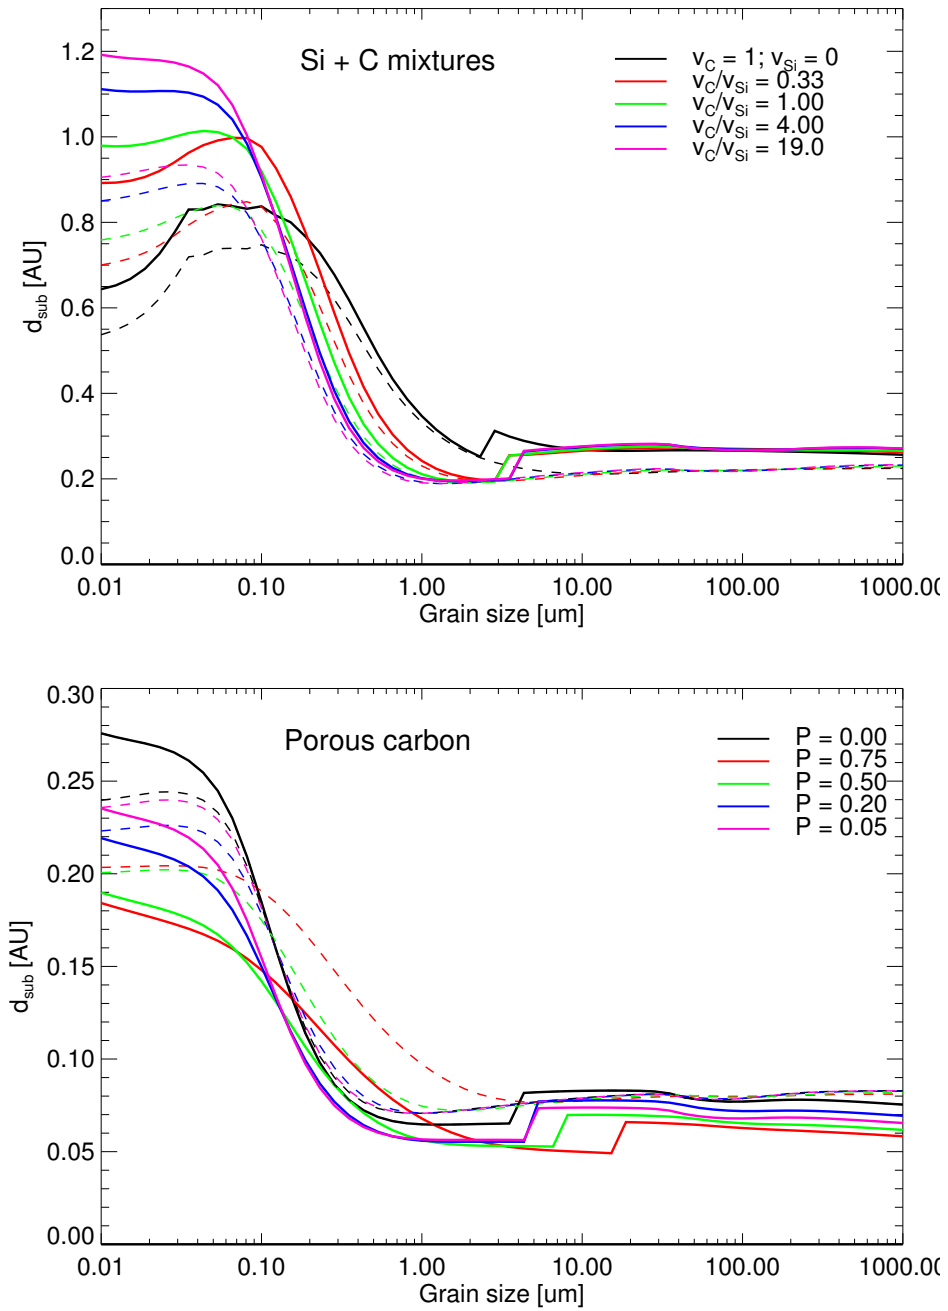 Si + C mixtures
v_C = 1; v_Si = 0
v_C/v_Si = 0.33
v_C/v_Si = 1.00
v_C/v_Si = 4.00
v_C/v_Si = 19.0
1.2
1.0
0.8
0.6
0.4
0.2
0.0
d_sub [AU]
0.01 0.10 1.00 10.00 100.00 1000.00
Grain size [um]
Porous carbon
P = 0.00
P = 0.75
P = 0.50
P = 0.20
P = 0.05
0.30
0.25
0.20
0.15
0.10
0.05
0.00
d_sub [AU]
0.01 0.10 1.00 10.00 100.00 1000.00
Grain size [um]